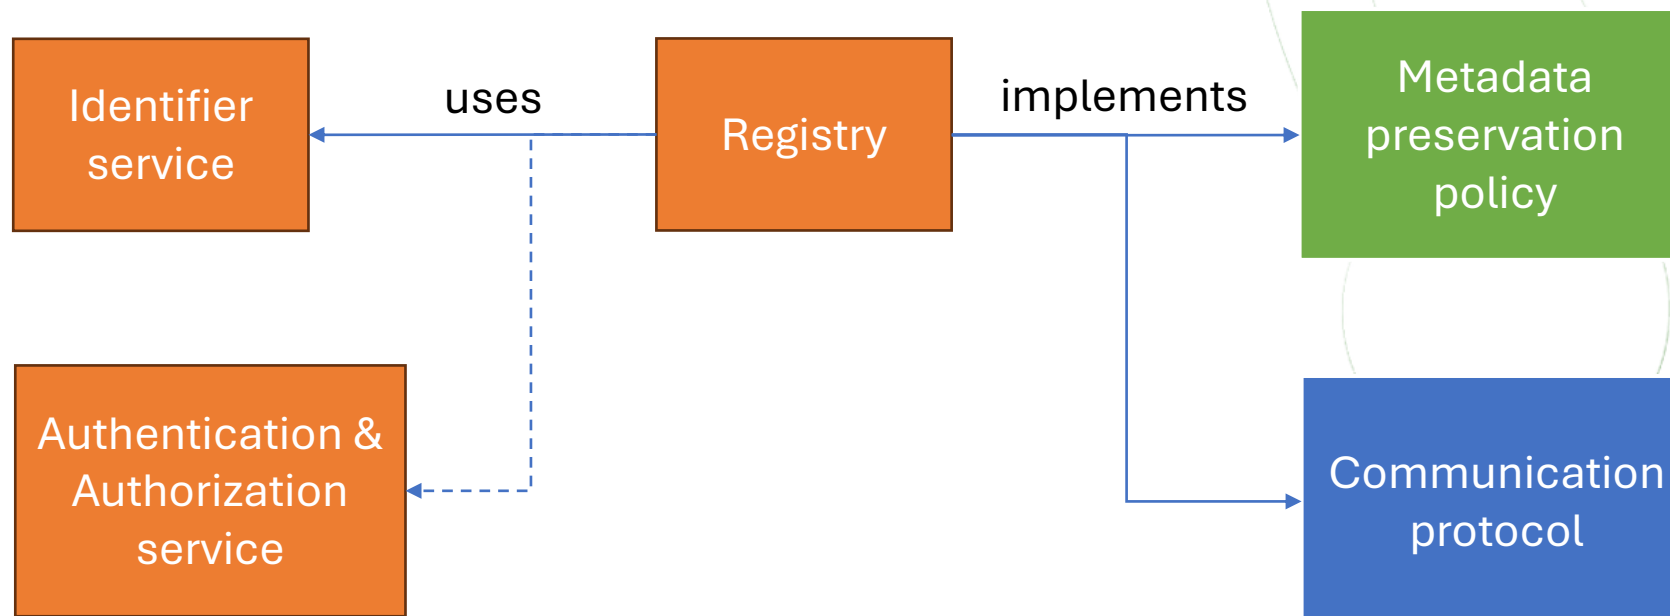 Identifier
service
uses
Registry
implements
Metadata
preservation
policy
Authentication &
Authorization
service
Communication
protocol